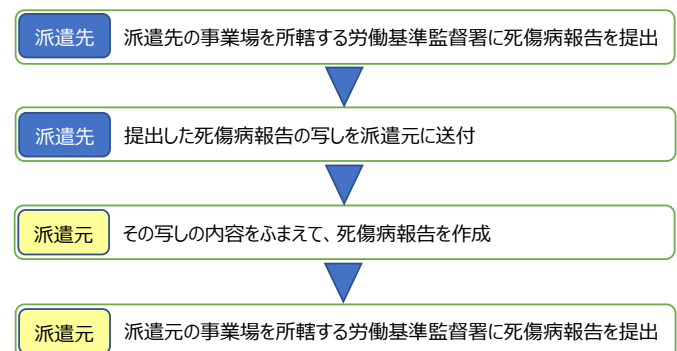 派遣先 派遣先の事業場を所轄する労働基準監督署に死傷病報告を提出
派遣先 提出した死傷病報告の写しを派遣元に送付
派遣元 その写しの内容をふまえて、死傷病報告を作成
派遣元 派遣元の事業場を所轄する労働基準監督署に死傷病報告を提出